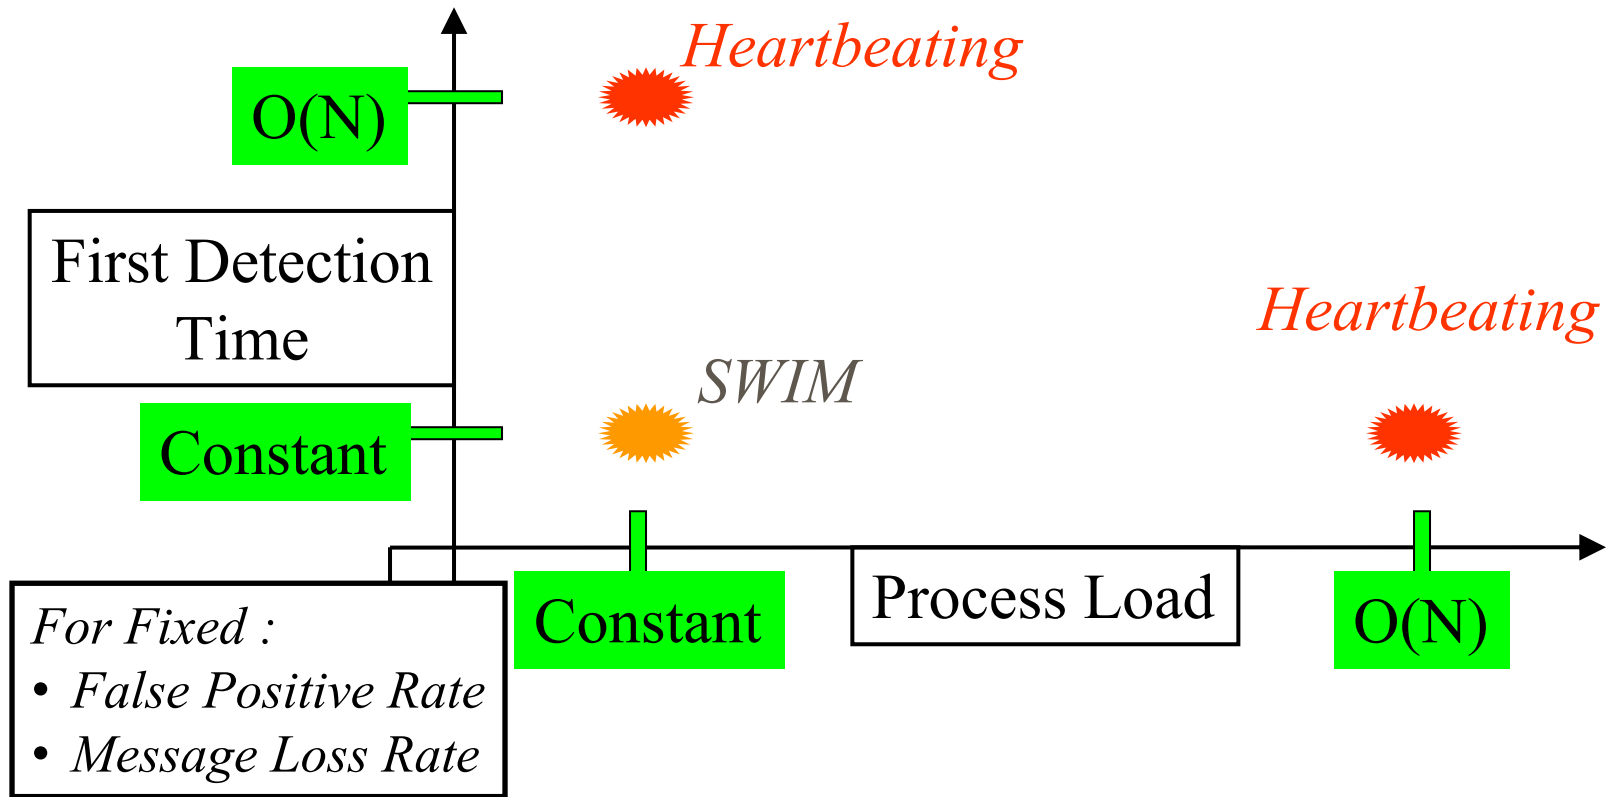 Heartbeating
O(N)
First Detection
Time
Heartbeating
SWIM
Constant
Process Load
Constant
O(N)
For Fixed :
• False Positive Rate
• Message Loss Rate